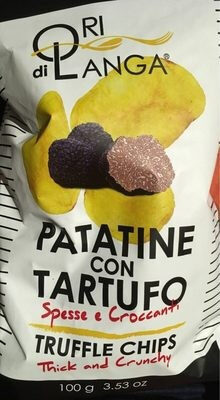 ORI
di LANGA®
PATATINE
CON
TARTUFO
Spesse e Croccanti
TRUFFLE CHIPS
Thick and Crunchy
100 g 3.53 oz